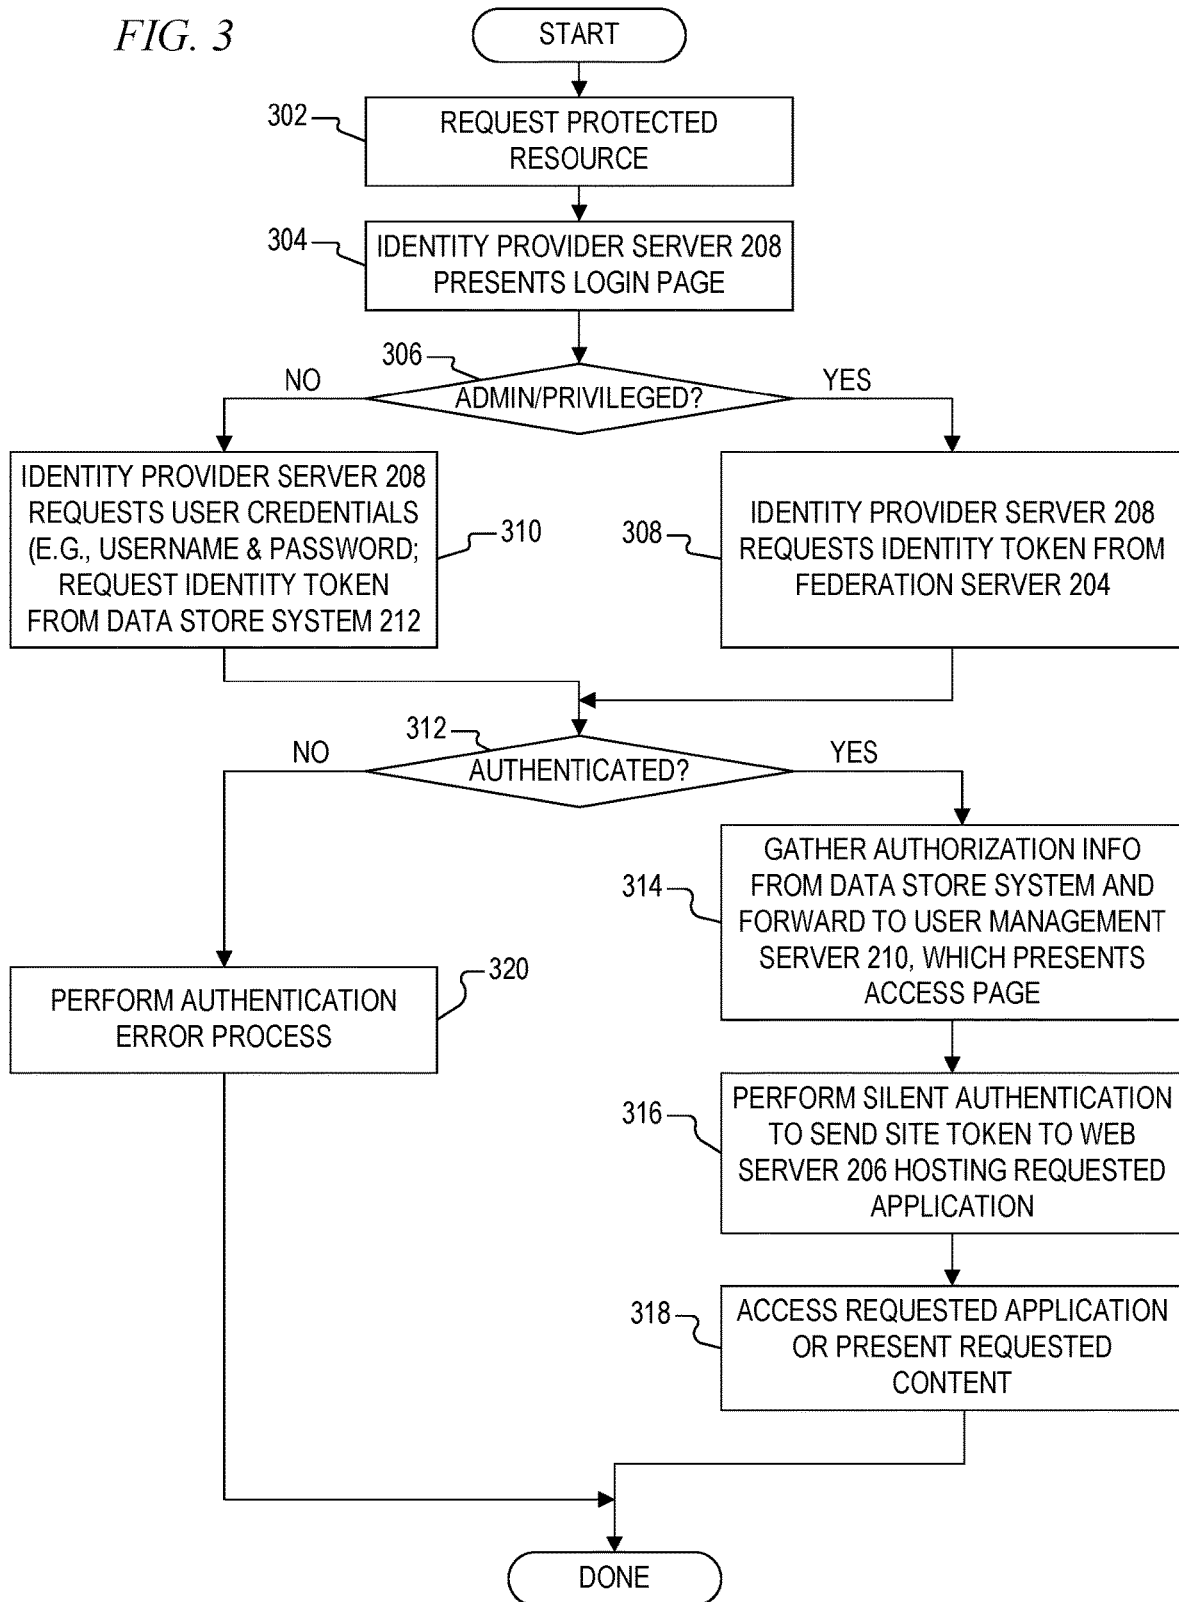 FIG. 3
START
302
REQUEST PROTECTED
RESOURCE
304
IDENTITY PROVIDER SERVER 208
PRESENTS LOGIN PAGE
306
NO
ADMIN/PRIVILEGED?
YES
IDENTITY PROVIDER SERVER 208
REQUESTS USER CREDENTIALS
(E.G., USERNAME & PASSWORD;
REQUEST IDENTITY TOKEN
FROM DATA STORE SYSTEM 212
310
308
IDENTITY PROVIDER SERVER 208
REQUESTS IDENTITY TOKEN FROM
FEDERATION SERVER 204
312
NO
AUTHENTICATED?
YES
314
GATHER AUTHORIZATION INFO
FROM DATA STORE SYSTEM AND
FORWARD TO USER MANAGEMENT
SERVER 210, WHICH PRESENTS
ACCESS PAGE
320
PERFORM AUTHENTICATION
ERROR PROCESS
316
PERFORM SILENT AUTHENTICATION
TO SEND SITE TOKEN TO WEB
SERVER 206 HOSTING REQUESTED
APPLICATION
318
ACCESS REQUESTED APPLICATION
OR PRESENT REQUESTED
CONTENT
DONE